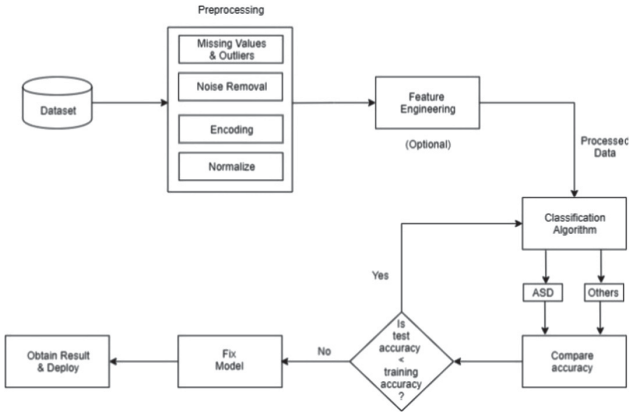 Preprocessing
Missing Values
& Outliers
Noise Removal
Encoding
Normalize
Dataset
Feature
Engineering
(Optional)
Processed
Data
Classification
Algorithm
ASD
Others
Compare
accuracy
Is
test
accuracy
<
training
accuracy
?
Yes
No
Fix
Model
Obtain Result
& Deploy